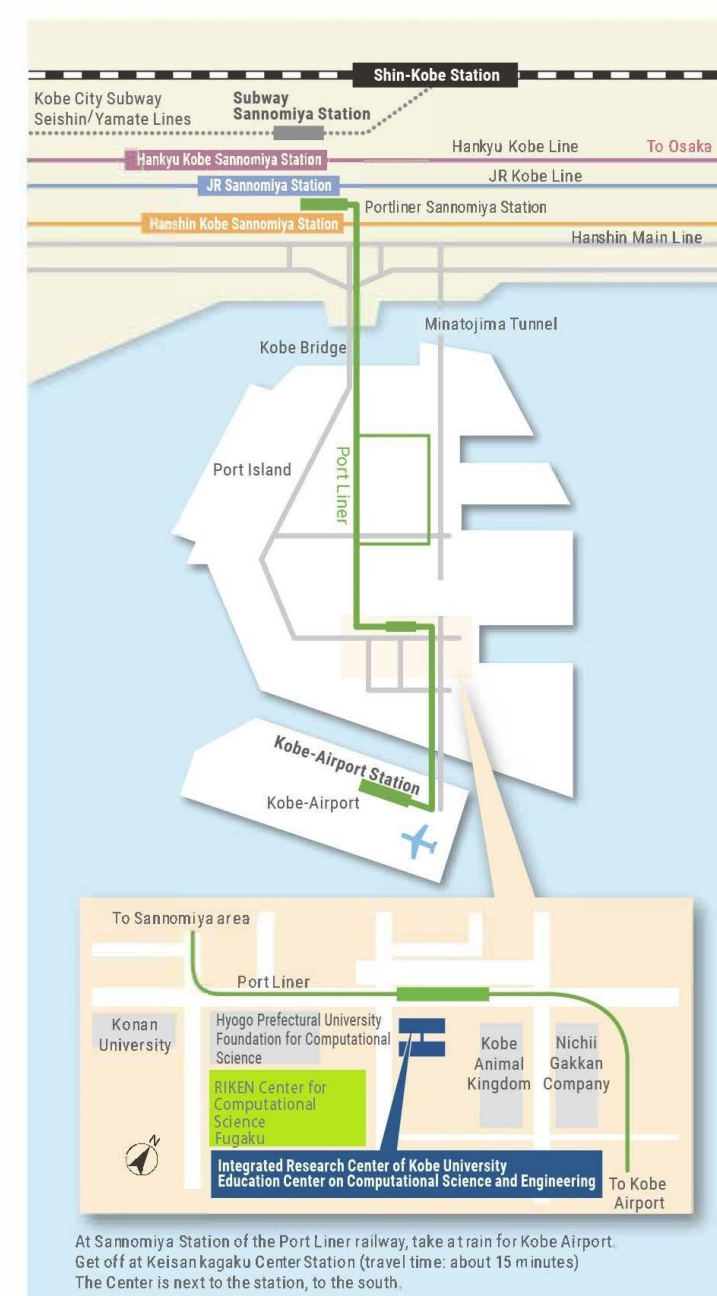 Shin-Kobe Station
Kobe City Subway
Seishin/Yamate Lines
Subway
Sannomiya Station
Hankyu Kobe Line
To Osaka
Hankyu Kobe Sannomiya Station
JR Kobe Line
JR Sannomiya Station
Portliner Sannomiya Station
Hanshin Kobe Sannomiya Station
Hanshin Main Line
Minatojima Tunnel
Kobe Bridge
Port Island
Port Liner
Kobe-Airport Station
Kobe-Airport
To Sannomiya area
Port Liner
Konan
University
Hyogo Prefectural University
Foundation for Computational
Science
Kobe
Animal
Kingdom
Nichii
Gakkan
Company
RIKEN Center for
Computational
Science
Fugaku
N
Integrated Research Center of Kobe University
Education Center on Computational Science and Engineering
To Kobe
Airport
At Sannomiya Station of the Port Liner railway, take a train for Kobe Airport.
Get off at Keisan kagaku Center Station (travel time: about 15 minutes)
The Center is next to the station, to the south.